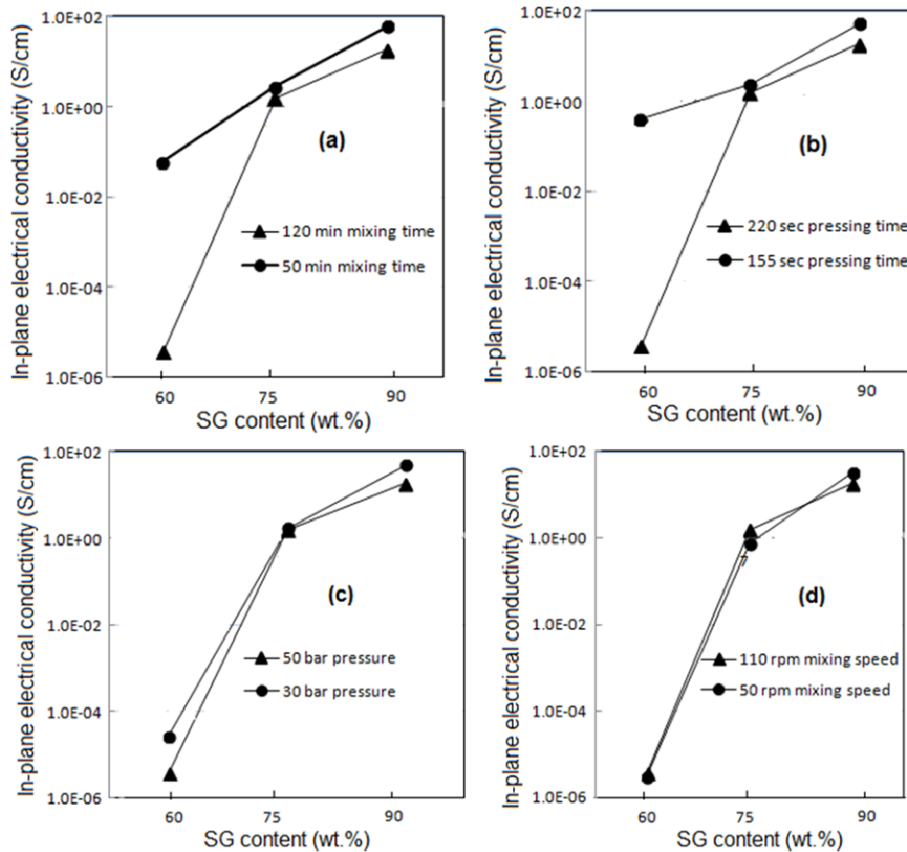 In-plane electrical conductivity (S/cm)
1.0E+02
1.0E+00
1.0E-02
1.0E-04
1.0E-06
(a)
120 min mixing time
50 min mixing time
60 75 90
SG content (wt.%)
In-plane electrical conductivity (S/cm)
1.0E+02
1.0E+00
1.0E-02
1.0E-04
1.0E-06
(b)
220 sec pressing time
155 sec pressing time
60 75 90
SG content (wt.%)
In-plane electrical conductivity (S/cm)
1.0E+02
1.0E+00
1.0E-02
1.0E-04
1.0E-06
(c)
50 bar pressure
30 bar pressure
60 75 90
SG content (wt.%)
In-plane electrical conductivity (S/cm)
1.0E+02
1.0E+00
1.0E-02
1.0E-04
1.0E-06
(d)
110 rpm mixing speed
50 rpm mixing speed
60 75 90
SG content (wt.%)